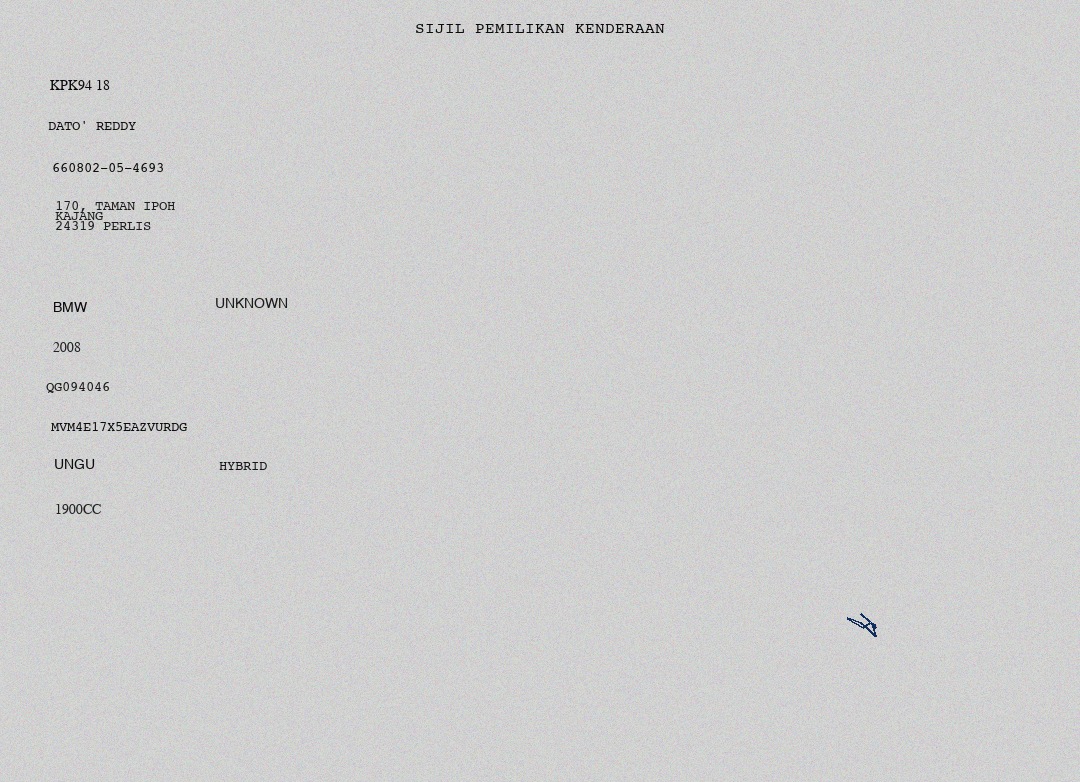 SIJIL PEMILIKAN KENDERAAN
KPK94 18
DATO' REDDY
660802-05-4693
170, TAMAN IPOH
KAJANG
24319 PERLIS
BMW UNKNOWN
2008
QG094046
MVM4E17X5EAZVURDG
UNGU HYBRID
1900CC